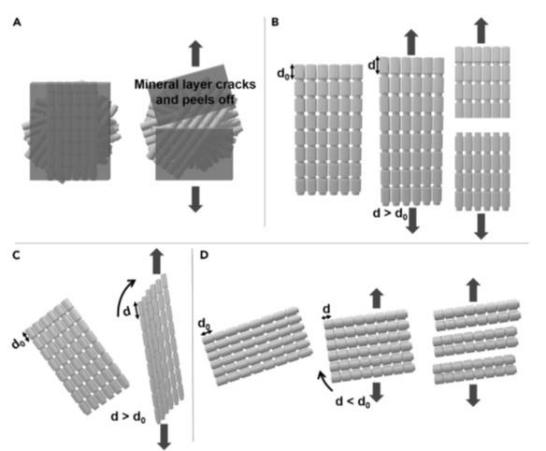 A
Mineral layer cracks
and peels off
B
d₀
d
d > d₀
C
d₀
d
d > d₀
D
d₀
d
d < d₀